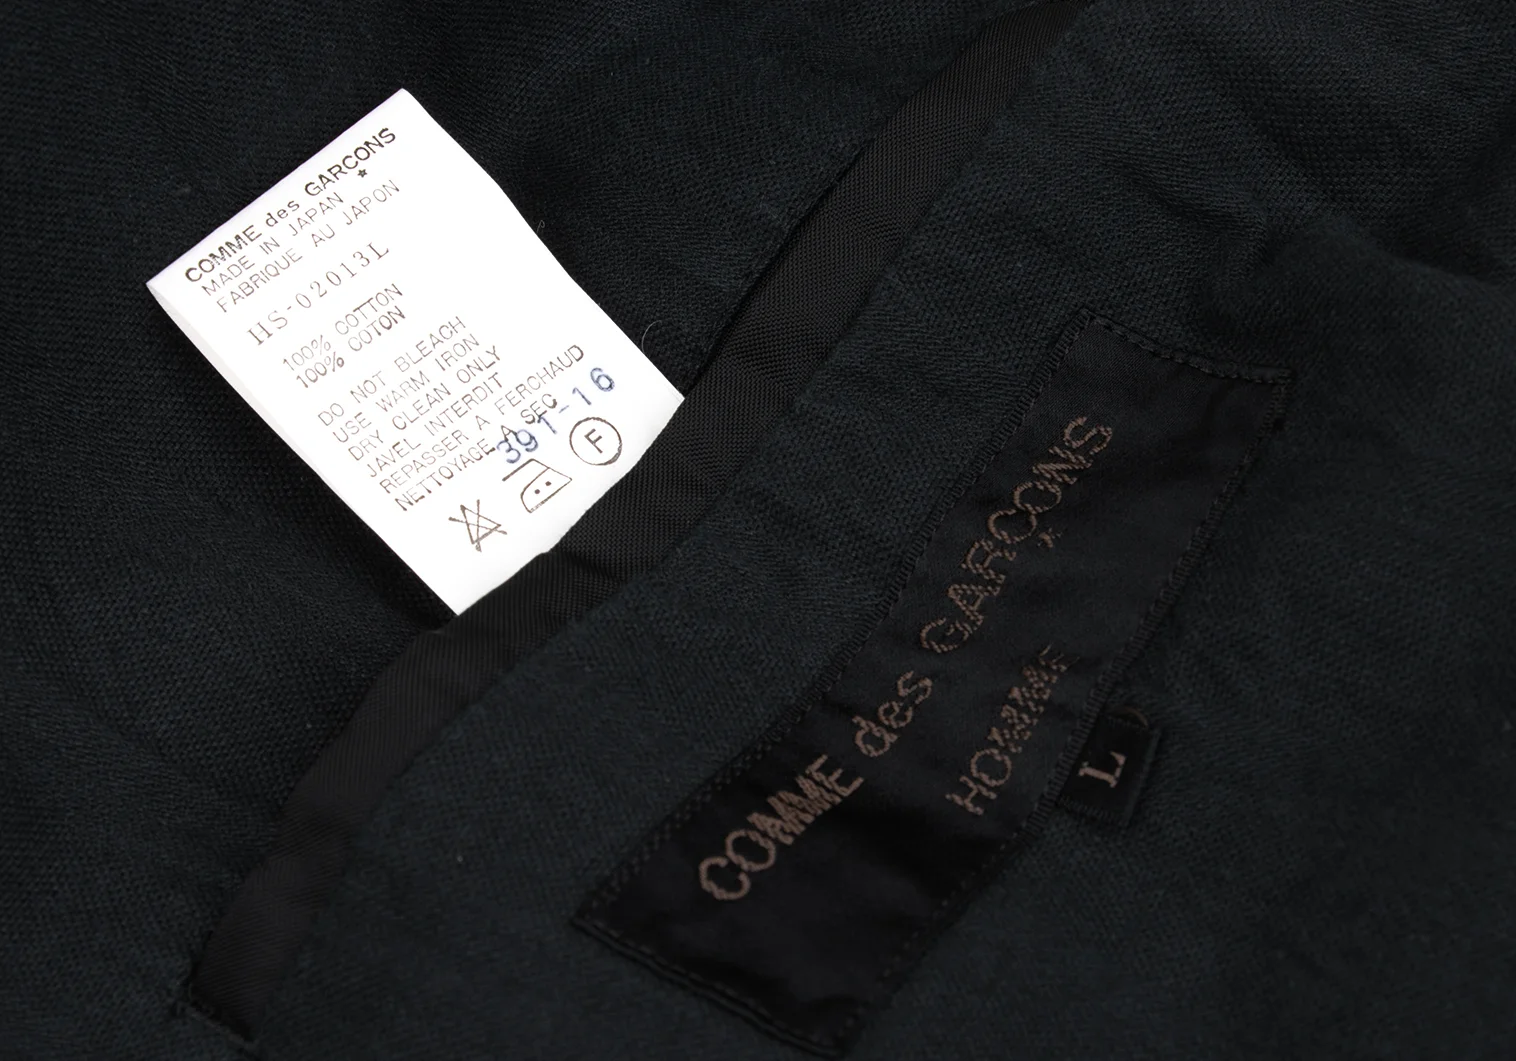 COMME des GARCONS
*
MADE IN JAPAN
FABRIQUE AU JAPON
HS-02013L
100% COTTON
100% COTON
DO NOT BLEACH
USE WARM IRON
DRY CLEAN ONLY
JAVEL INTERDIT
REPASSER A FERCHAUD
NETTOYAGE A SEC
391-16
F
COMME des GARCONS
*
HOMME
L